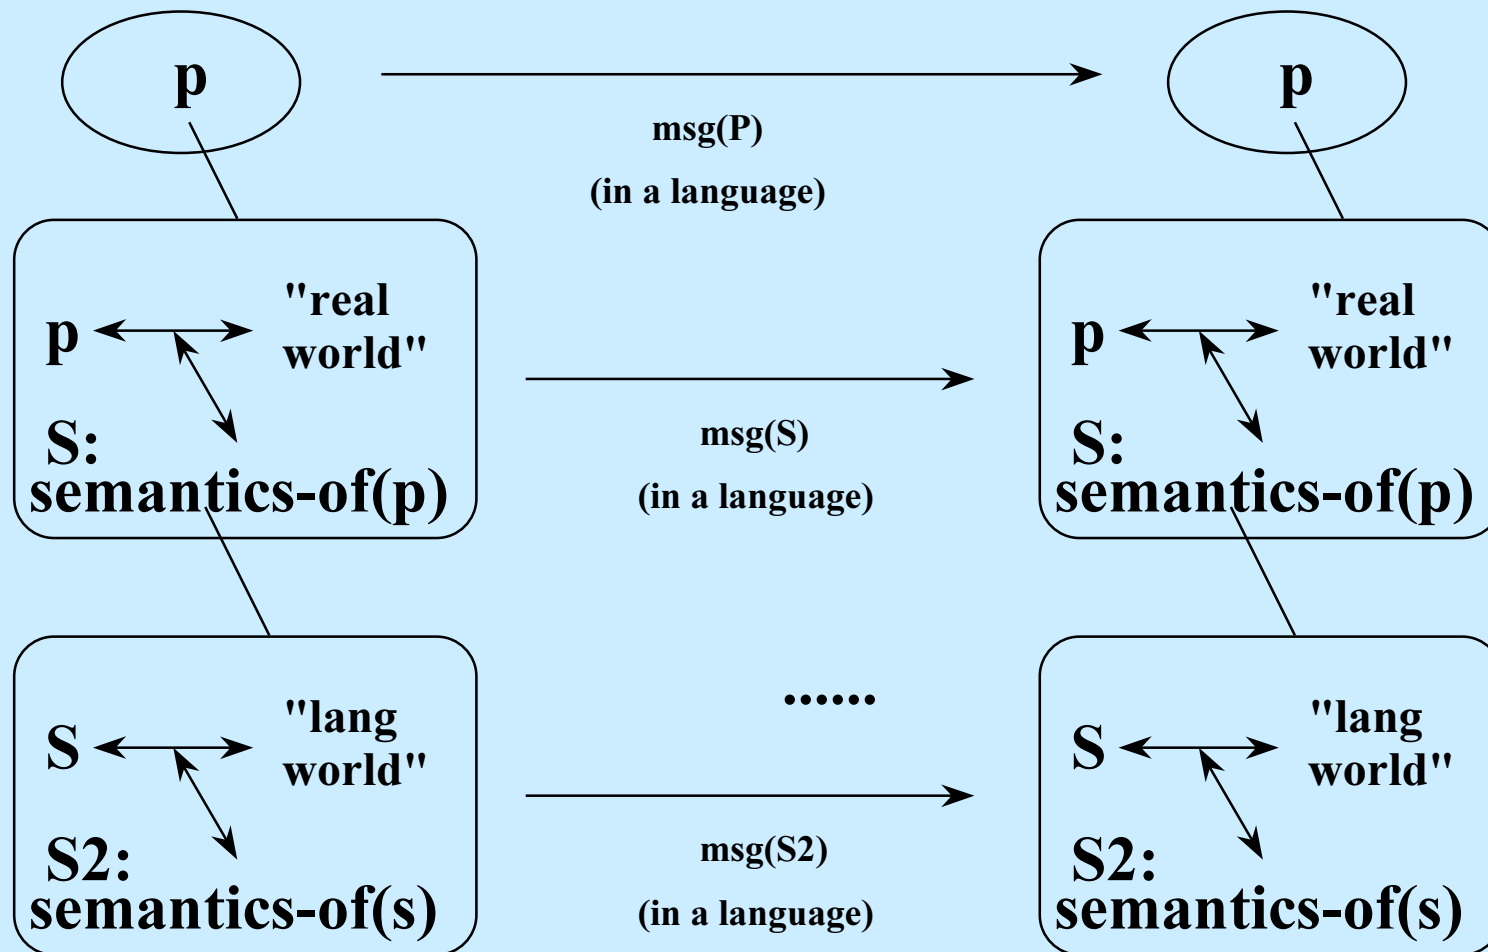 p
msg(P)
(in a language)
p
p
"real
world"
S:
semantics-of(p)
msg(S)
(in a language)
p
"real
world"
S:
semantics-of(p)
S
"lang
world"
S2:
semantics-of(s)
......
msg(S2)
(in a language)
S
"lang
world"
S2:
semantics-of(s)